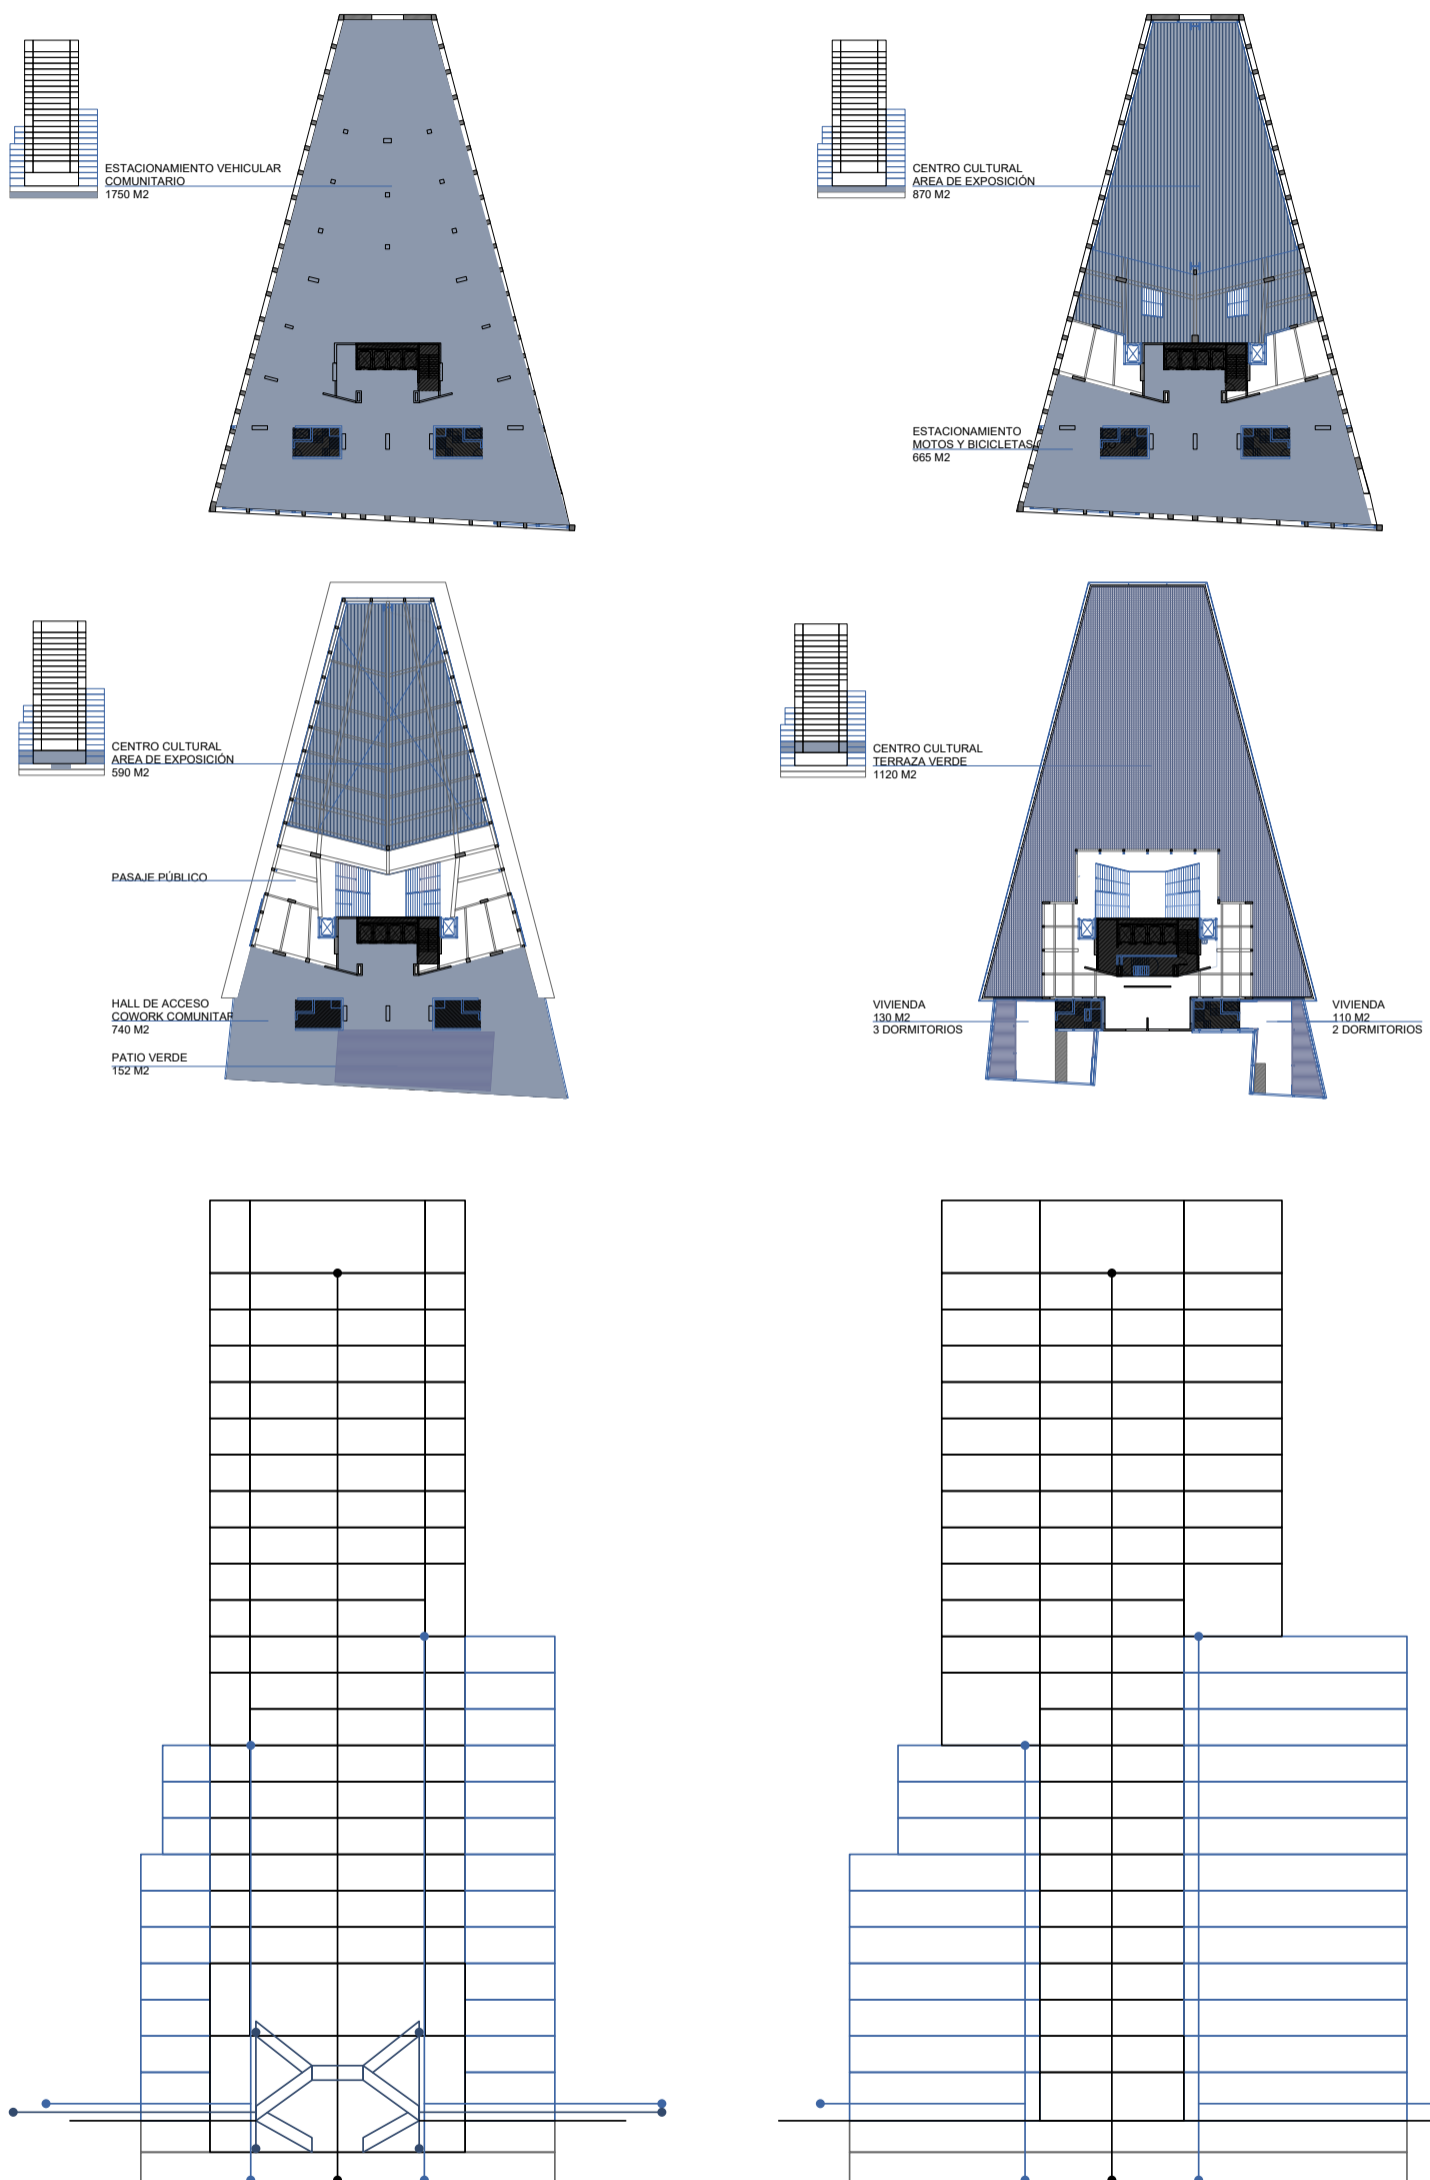 ESTACIONAMIENTO VEHICULAR
COMUNITARIO
1750 M2
CENTRO CULTURAL
AREA DE EXPOSICIÓN
870 M2
ESTACIONAMIENTO
MOTOS Y BICICLETAS
665 M2
CENTRO CULTURAL
AREA DE EXPOSICIÓN
590 M2
PASAJE PÚBLICO
HALL DE ACCESO
COWORK COMUNITAR
740 M2
PATIO VERDE
152 M2
CENTRO CULTURAL
TERRAZA VERDE
1120 M2
VIVIENDA
130 M2
3 DORMITORIOS
VIVIENDA
110 M2
2 DORMITORIOS